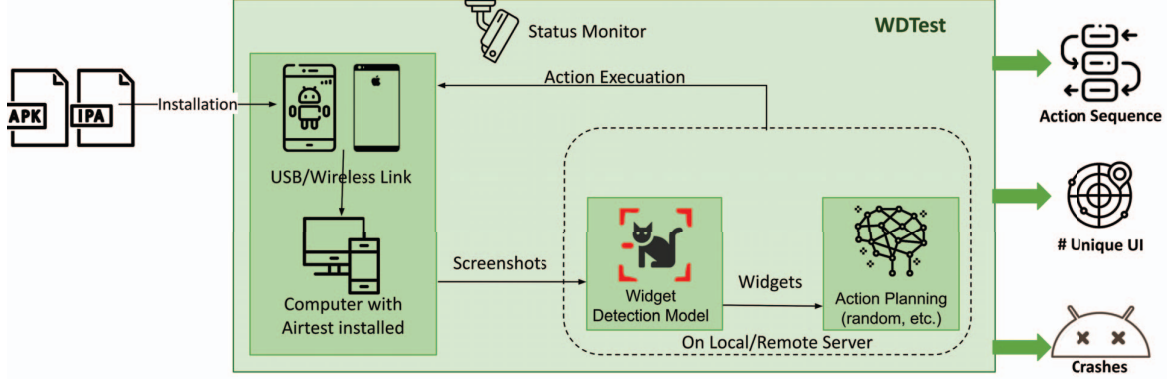 Status Monitor
WDTest
Action Execuation
APK
IPA
Installation
USB/Wireless Link
Computer with
Airtest installed
Screenshots
Widget
Detection Model
Widgets
Action Planning
(random, etc.)
On Local/Remote Server
Action Sequence
# Unique UI
Crashes